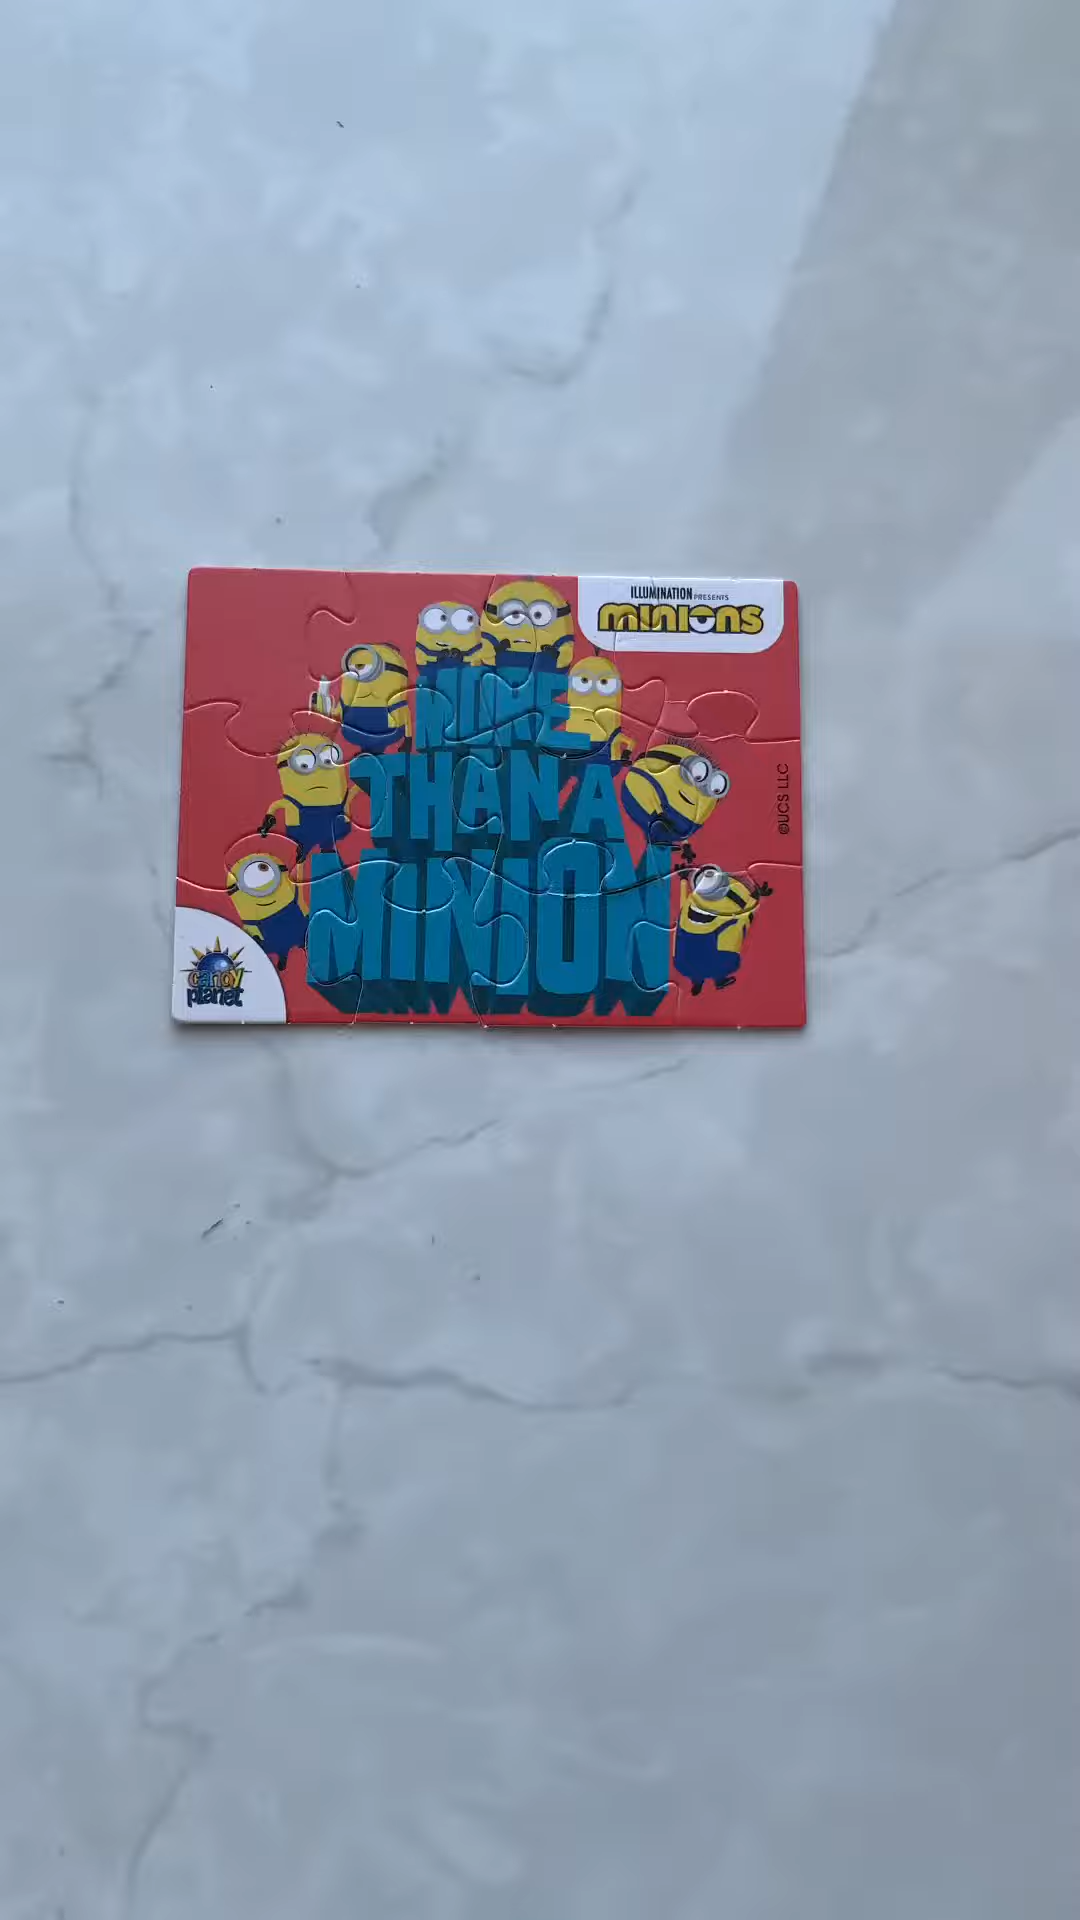 ILLUMINATION PRESENTS
minions
MORE
THAN A
MINION
©UCS LLC
candy
planet